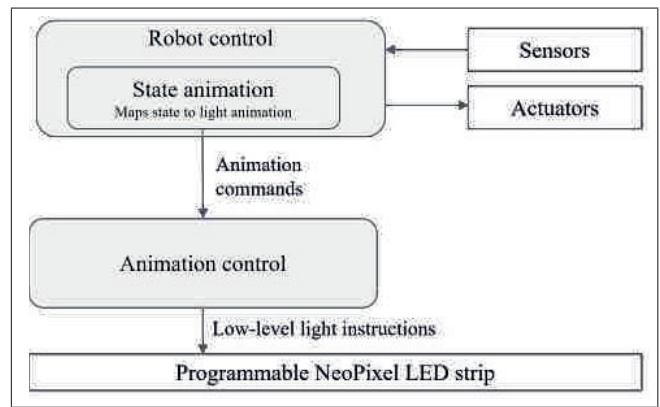 Robot control
State animation
Maps state to light animation
Sensors
Actuators
Animation
commands
Animation control
Low-level light instructions
Programmable NeoPixel LED strip